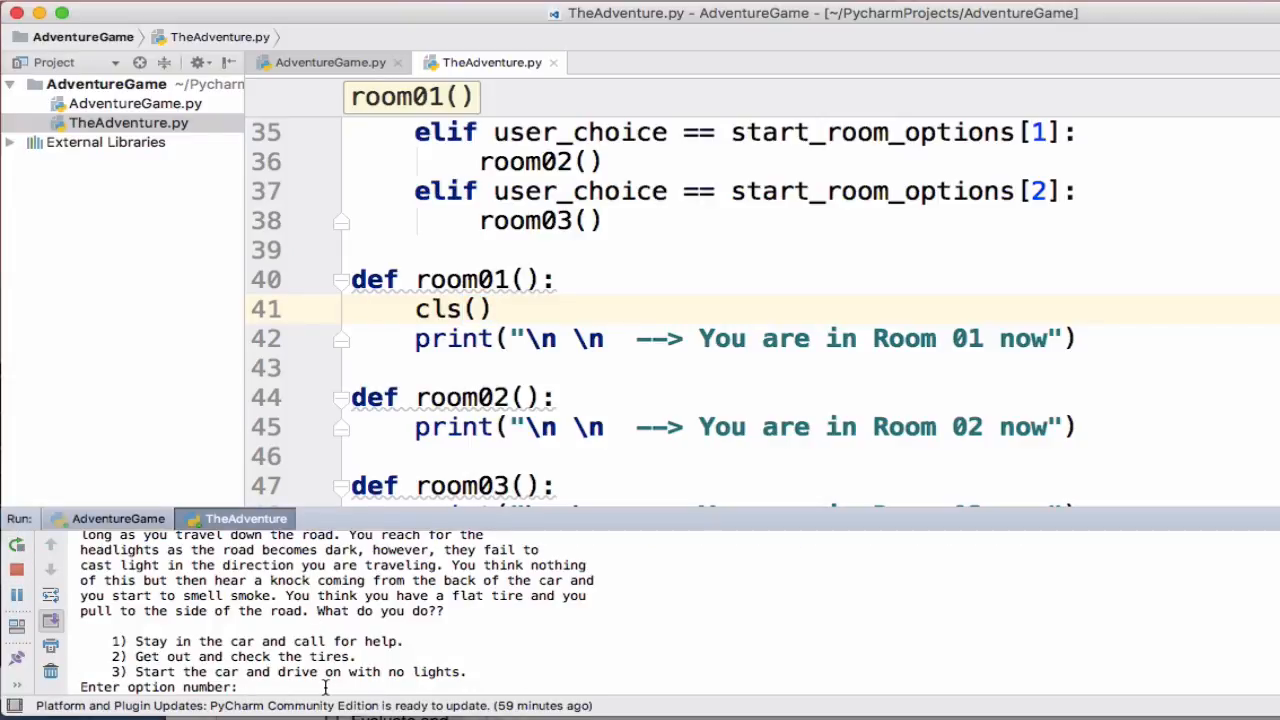 TheAdventure.py - AdventureGame - [~/PycharmProjects/AdventureGame]
AdventureGame TheAdventure.py
Project AdventureGame.py TheAdventure.py
AdventureGame ~/Pycharm
AdventureGame.py
TheAdventure.py
External Libraries
room01()
35 elif user_choice == start_room_options[1]:
36 room02()
37 elif user_choice == start_room_options[2]:
38 room03()
39
40 def room01():
41 cls()
42 print("\n \n --> You are in Room 01 now")
43
44 def room02():
45 print("\n \n --> You are in Room 02 now")
46
47 def room03():
Run: AdventureGame TheAdventure
long as you travel down the road. You reach for the
headlights as the road becomes dark, however, they fail to
cast light in the direction you are traveling. You think nothing
of this but then hear a knock coming from the back of the car and
you start to smell smoke. You think you have a flat tire and you
pull to the side of the road. What do you do??
1) Stay in the car and call for help.
2) Get out and check the tires.
3) Start the car and drive on with no lights.
Enter option number:
Platform and Plugin Updates: PyCharm Community Edition is ready to update. (59 minutes ago)